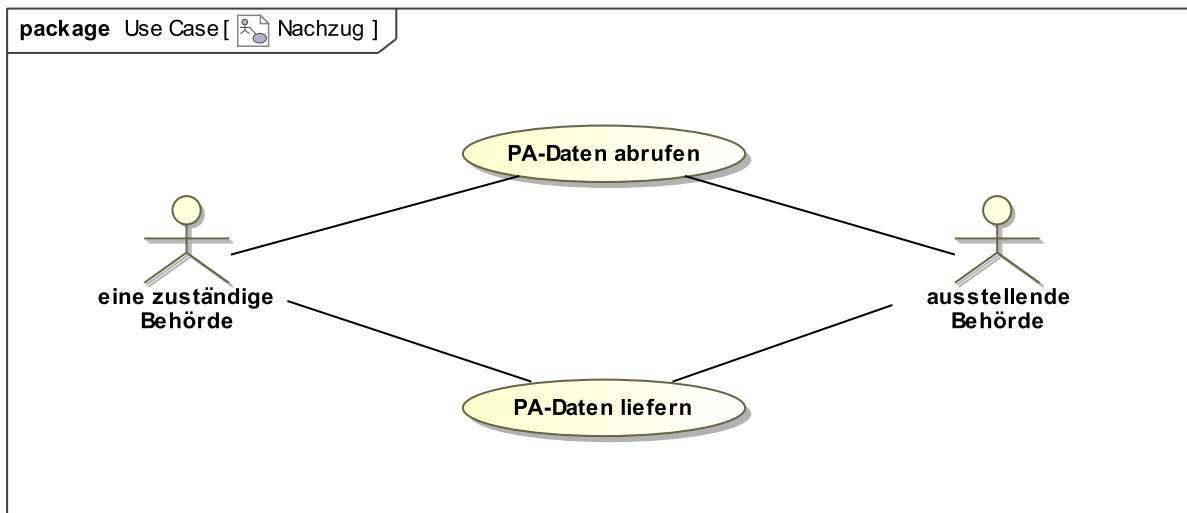 package Use Case [ Nachzug ]
PA-Daten abrufen
eine zuständige
Behörde
ausstellende
Behörde
PA-Daten liefern